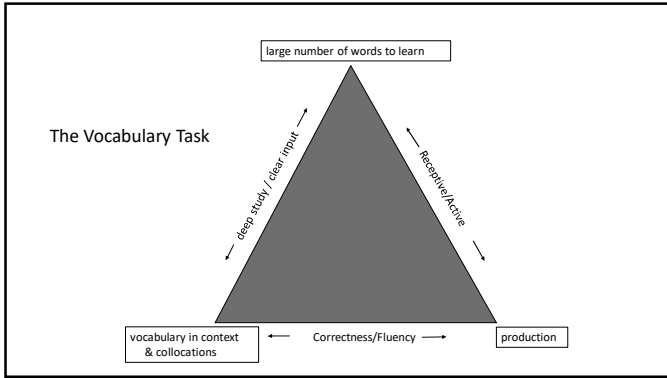 large number of words to learn
The Vocabulary Task
deep study / clear input
Receptive/Active
vocabulary in context
& collocations
Correctness/Fluency
production